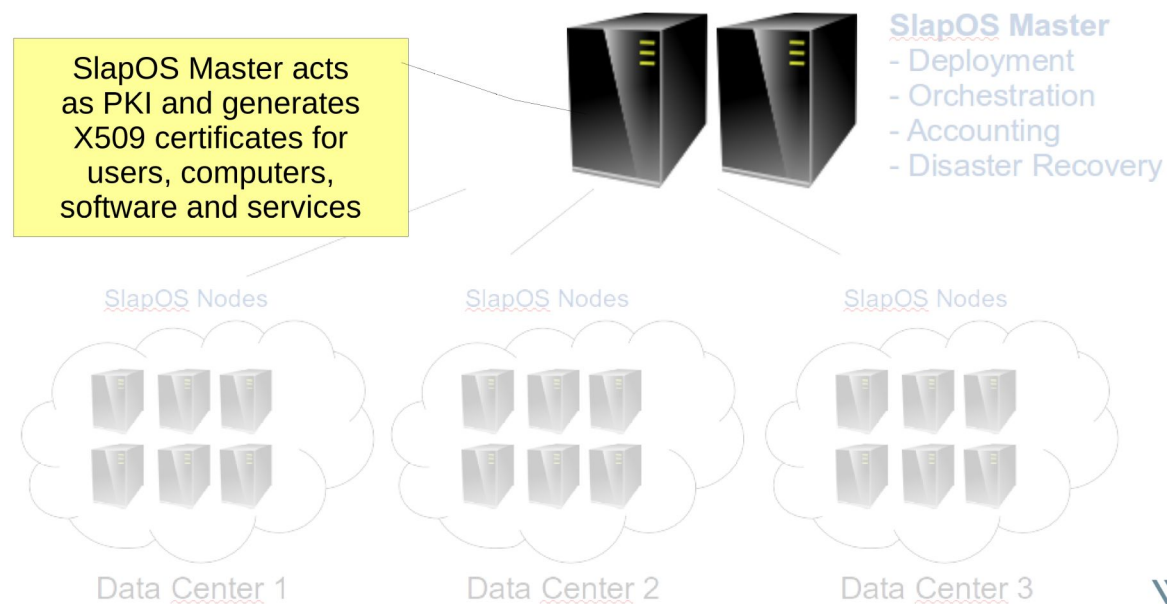 SlapOS Master acts
as PKI and generates
X509 certificates for
users, computers,
software and services
SlapOS Master
- Deployment
- Orchestration
- Accounting
- Disaster Recovery
SlapOS Nodes
SlapOS Nodes
SlapOS Nodes
Data Center 1
Data Center 2
Data Center 3